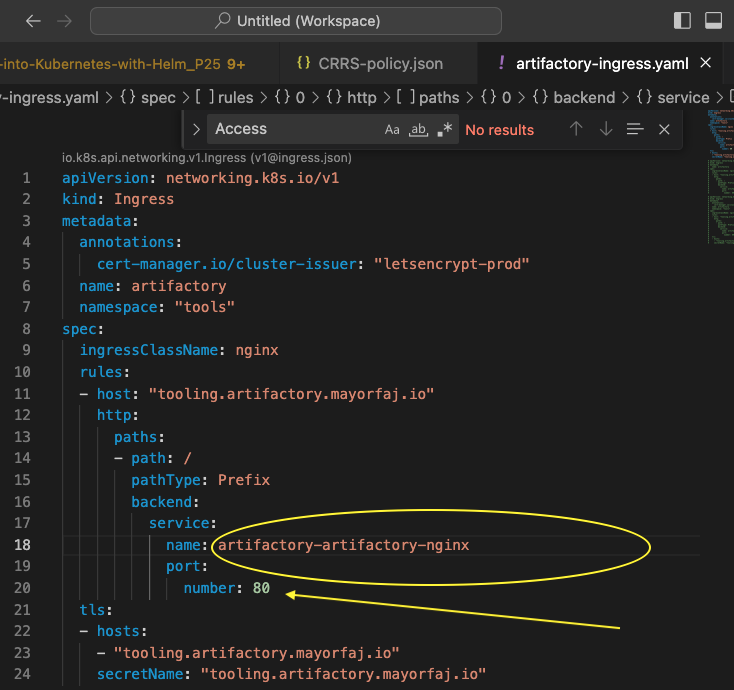 Untitled (Workspace)
-into-Kubernetes-with-Helm_P25 9+
{} CRRS-policy.json
! artifactory-ingress.yaml ×
-ingress.yaml > {} spec > [ ] rules > {} 0 > {} http > [ ] paths > {} 0 > {} backend > {} service > [
Access Aa ab .* No results
io.k8s.api.networking.v1.Ingress (v1@ingress.json)
1 apiVersion: networking.k8s.io/v1
2 kind: Ingress
3 metadata:
4   annotations:
5     cert-manager.io/cluster-issuer: "letsencrypt-prod"
6   name: artifactory
7   namespace: "tools"
8 spec:
9   ingressClassName: nginx
10   rules:
11   - host: "tooling.artifactory.mayorfaj.io"
12     http:
13       paths:
14       - path: /
15         pathType: Prefix
16         backend:
17           service:
18             name: artifactory-artifactory-nginx
19             port:
20               number: 80
21   tls:
22   - hosts:
23     - "tooling.artifactory.mayorfaj.io"
24     secretName: "tooling.artifactory.mayorfaj.io"